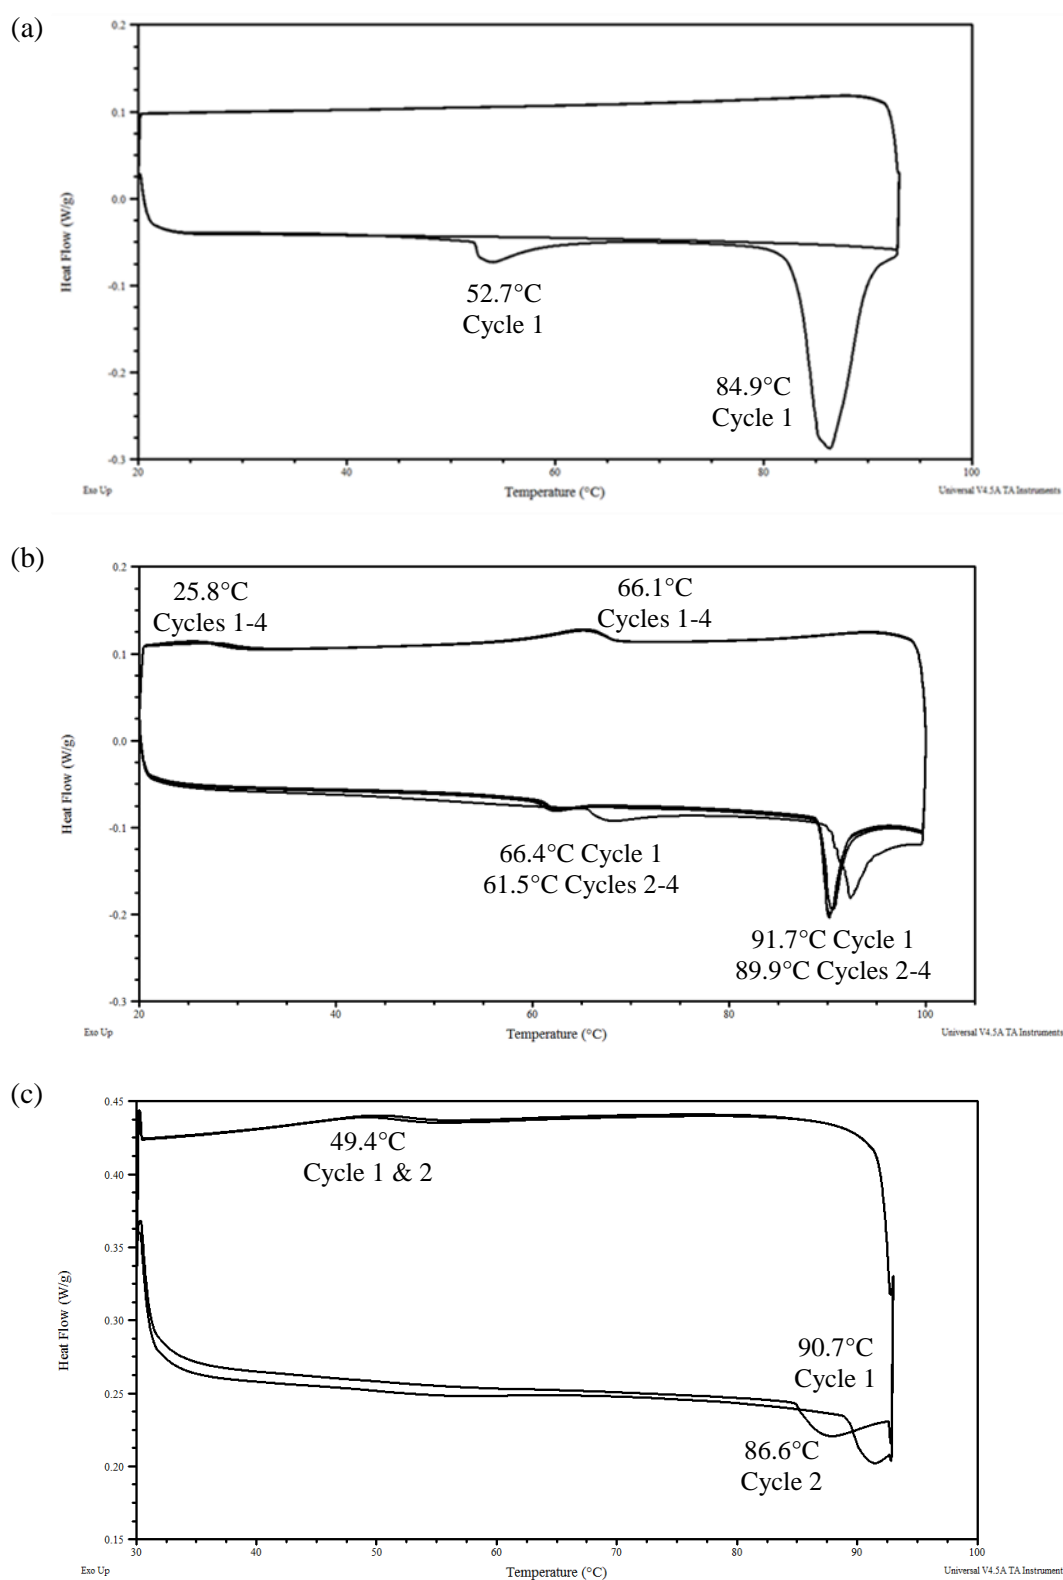 (a)
0.2
0.1
0.0
-0.1
-0.2
-0.3
Heat Flow (W/g)
52.7°C
Cycle 1
84.9°C
Cycle 1
20
40
60
80
100
Exo Up
Temperature (°C)
Universal V4.5A TA Instruments
(b)
0.2
0.1
0.0
-0.1
-0.2
-0.3
Heat Flow (W/g)
25.8°C
Cycles 1-4
66.1°C
Cycles 1-4
66.4°C Cycle 1
61.5°C Cycles 2-4
91.7°C Cycle 1
89.9°C Cycles 2-4
20
40
60
80
100
Exo Up
Temperature (°C)
Universal V4.5A TA Instruments
(c)
0.45
0.40
0.35
0.30
0.25
0.20
0.15
Heat Flow (W/g)
49.4°C
Cycle 1 & 2
90.7°C
Cycle 1
86.6°C
Cycle 2
30
40
50
60
70
80
90
100
Exo Up
Temperature (°C)
Universal V4.5A TA Instrument